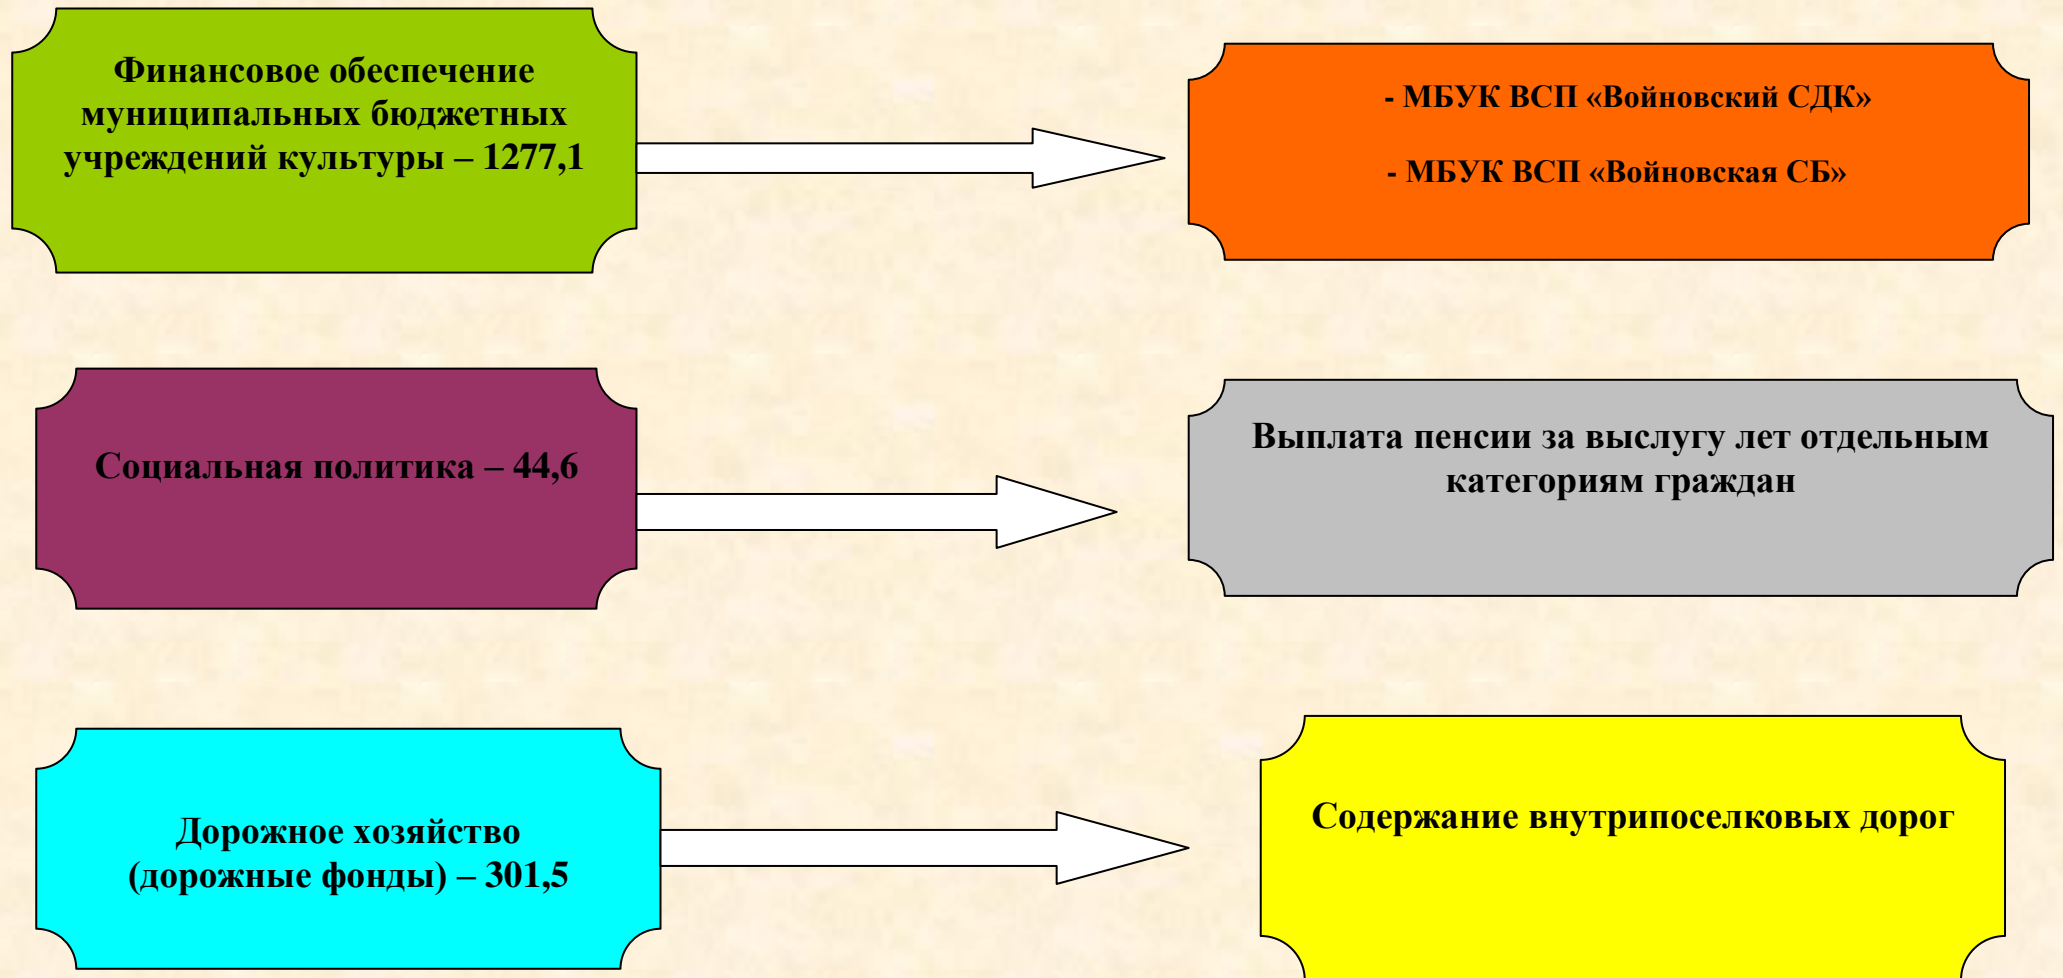 Финансовое обеспечение
муниципальных бюджетных
учреждений культуры – 1277,1
- МБУК ВСП «Войновский СДК»
- МБУК ВСП «Войновская СБ»
Социальная политика – 44,6
Выплата пенсии за выслугу лет отдельным
категориям граждан
Дорожное хозяйство
(дорожные фонды) – 301,5
Содержание внутрипоселковых дорог